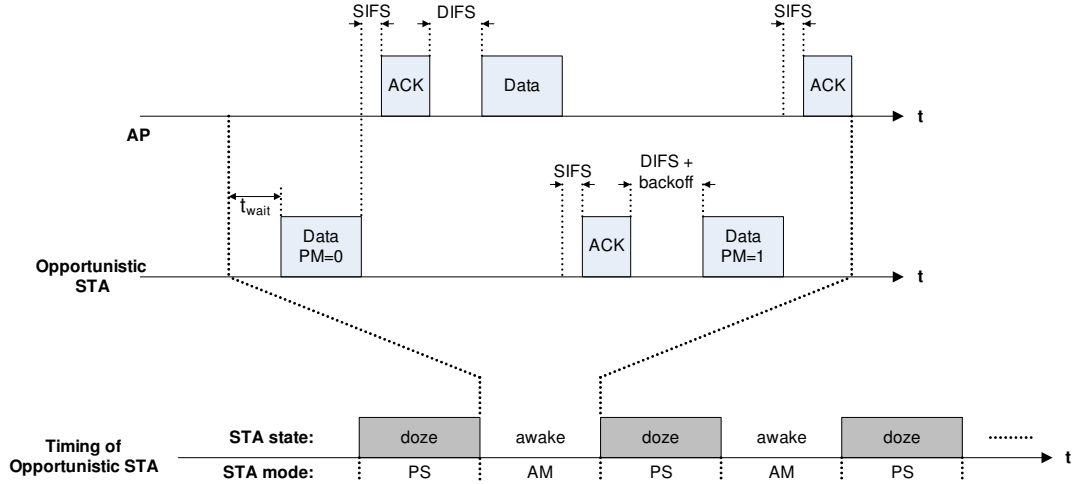 SIFS DIFS SIFS
ACK Data ACK
t
AP
SIFS DIFS +
backoff
twait
Data
PM=0
ACK Data
PM=1
Opportunistic
STA
t
STA state: doze awake doze awake doze
Timing of
Opportunistic STA
t
STA mode: PS AM PS AM PS